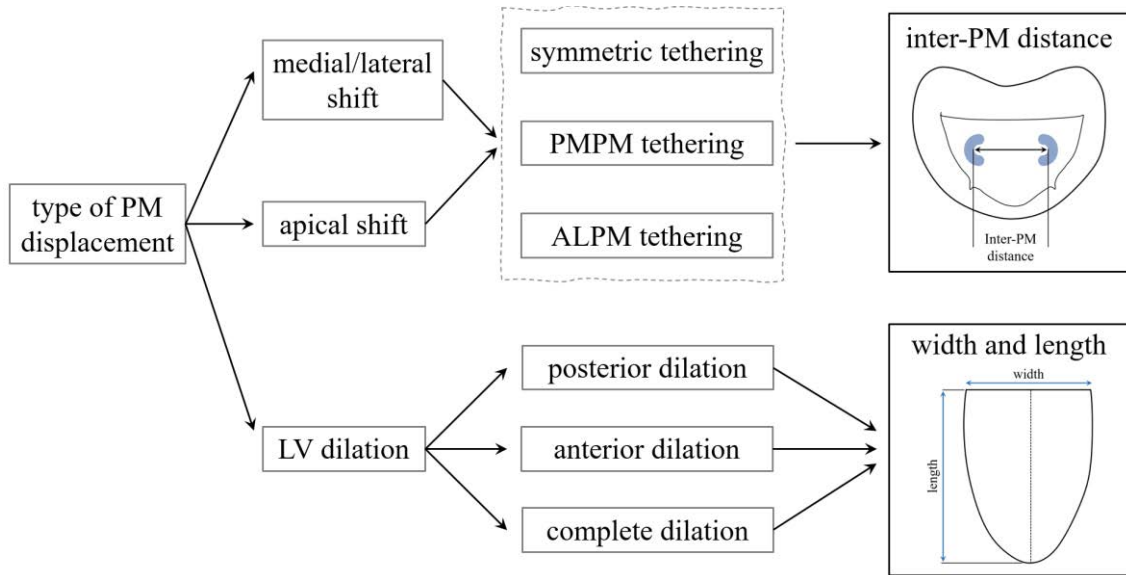 type of PM
displacement
medial/lateral
shift
apical shift
LV dilation
symmetric tethering
PMPM tethering
ALPM tethering
posterior dilation
anterior dilation
complete dilation
inter-PM distance
Inter-PM
distance
width and length
width
length